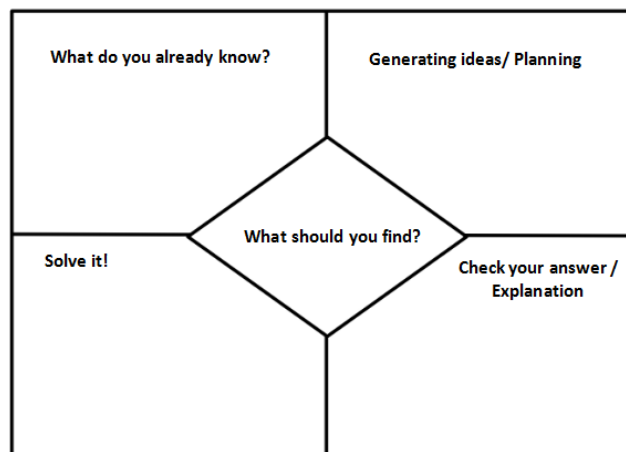 What do you already know?
Generating ideas/ Planning
What should you find?
Solve it!
Check your answer /
Explanation